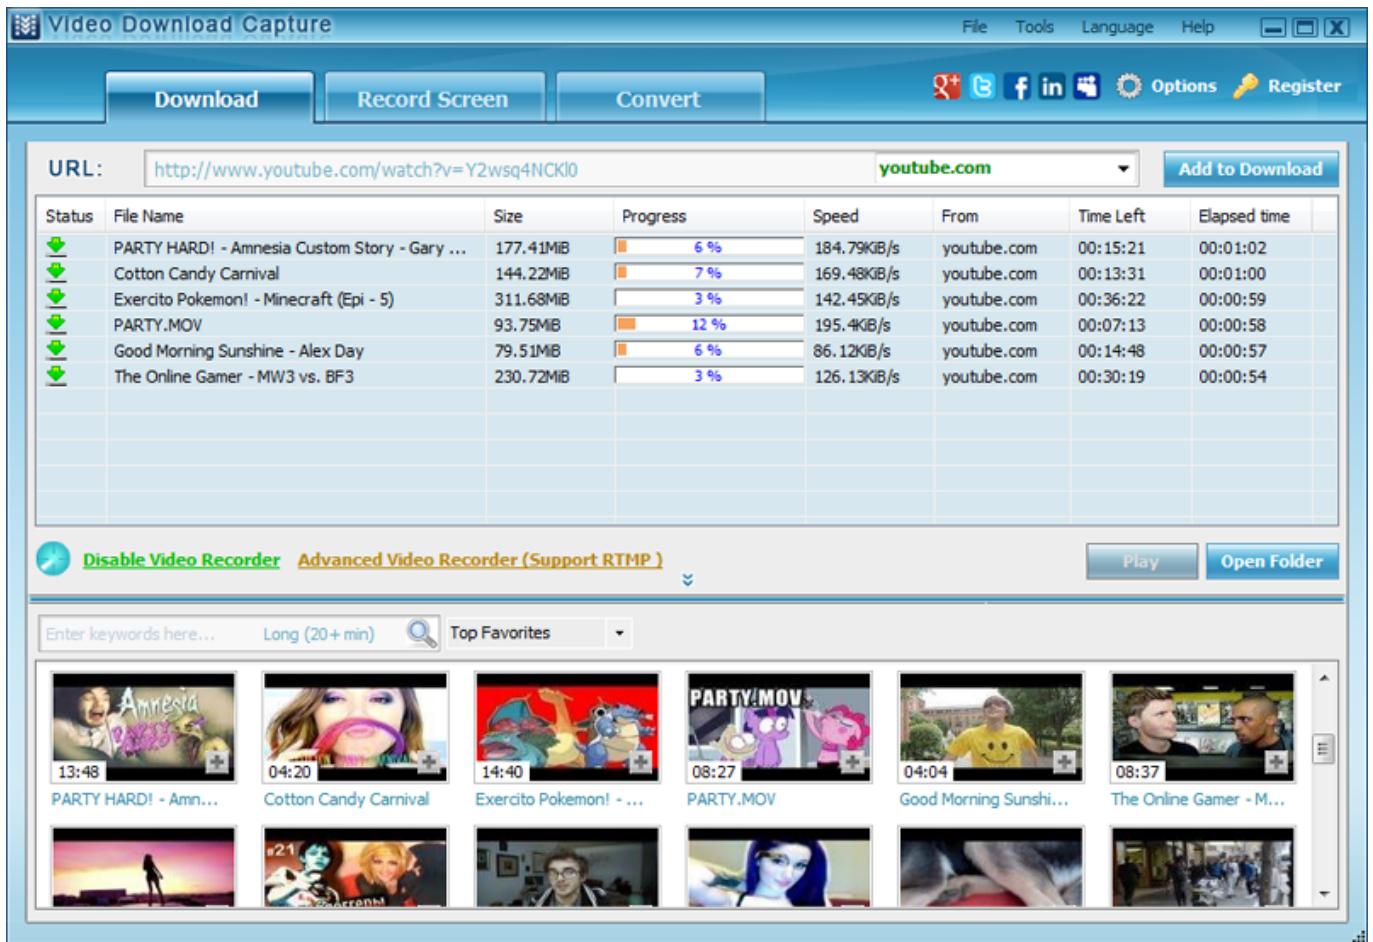 Video Download Capture
File Tools Language Help
Download Record Screen Convert Options Register
URL: http://www.youtube.com/watch?v=Y2wsq4NCKl0 youtube.com Add to Download
Status File Name Size Progress Speed From Time Left Elapsed time
PARTY HARD! - Amnesia Custom Story - Gary ... 177.41MiB 6 % 184.79KiB/s youtube.com 00:15:21 00:01:02
Cotton Candy Carnival 144.22MiB 7 % 169.48KiB/s youtube.com 00:13:31 00:01:00
Exercito Pokemon! - Minecraft (Epi - 5) 311.68MiB 3 % 142.45KiB/s youtube.com 00:36:22 00:00:59
PARTY.MOV 93.75MiB 12 % 195.4KiB/s youtube.com 00:07:13 00:00:58
Good Morning Sunshine - Alex Day 79.51MiB 6 % 86.12KiB/s youtube.com 00:14:48 00:00:57
The Online Gamer - MW3 vs. BF3 230.72MiB 3 % 126.13KiB/s youtube.com 00:30:19 00:00:54
Disable Video Recorder Advanced Video Recorder (Support RTMP ) Play Open Folder
Enter keywords here... Long (20+ min) Top Favorites
Amnesia PARTY.MOV
13:48 04:20 14:40 08:27 04:04 08:37
PARTY HARD! - Amn... Cotton Candy Carnival Exercito Pokemon! - ... PARTY.MOV Good Morning Sunshi... The Online Gamer - M...
#21